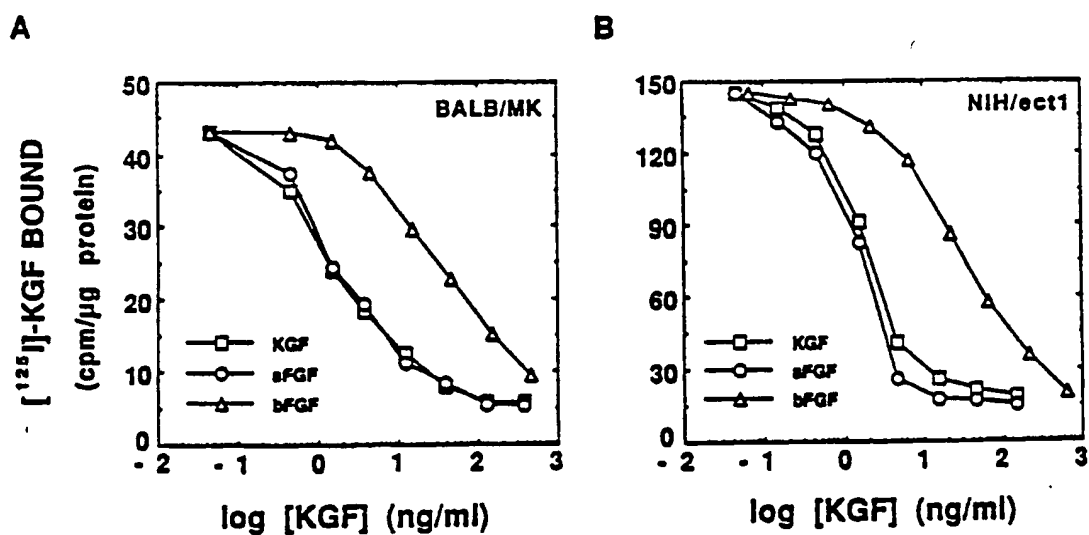 A
B
[¹²⁵I]-KGF BOUND
(cpm/µg protein)
50
40
30
20
10
0
BALB/MK
KGF
aFGF
bFGF
-2
-1
0
1
2
3
log [KGF] (ng/ml)
150
120
90
60
30
0
NIH/ect1
KGF
aFGF
bFGF
-2
-1
0
1
2
3
log [KGF] (ng/ml)